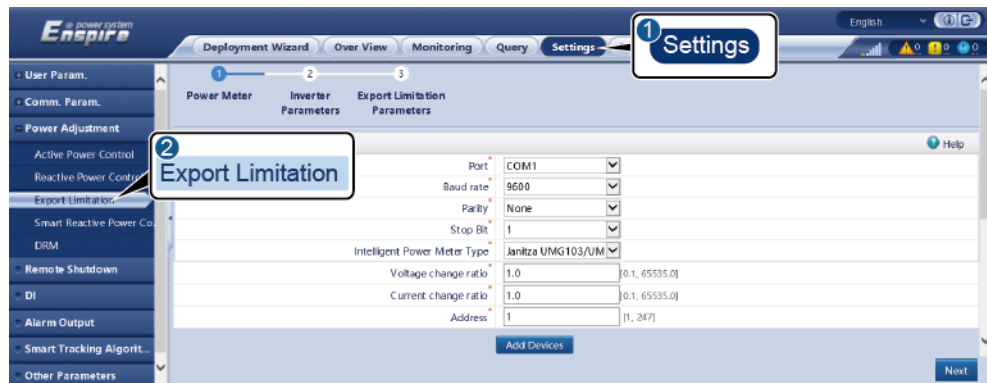 Enspire
e power system
English
Deployment Wizard Over View Monitoring Query Settings
1 Settings
0 0 0
User Param.
Comm. Param.
Power Adjustment
Active Power Control
Reactive Power Contro
Export Limitation
Smart Reactive Power Co.
DRM
Remote Shutdown
DI
Alarm Output
Smart Tracking Algorit...
Other Parameters
2 Export Limitation
1 2 3
Power Meter
Inverter Parameters
Export Limitation Parameters
Help
Port* COM1
Baud rate* 9600
Parity* None
Stop Bit* 1
Intelligent Power Meter Type* Janitza UMG103/UM
Voltage change ratio* 1.0 [0.1, 65535.0]
Current change ratio* 1.0 [0.1, 65535.0]
Address* 1 [1, 247]
Add Devices
Next